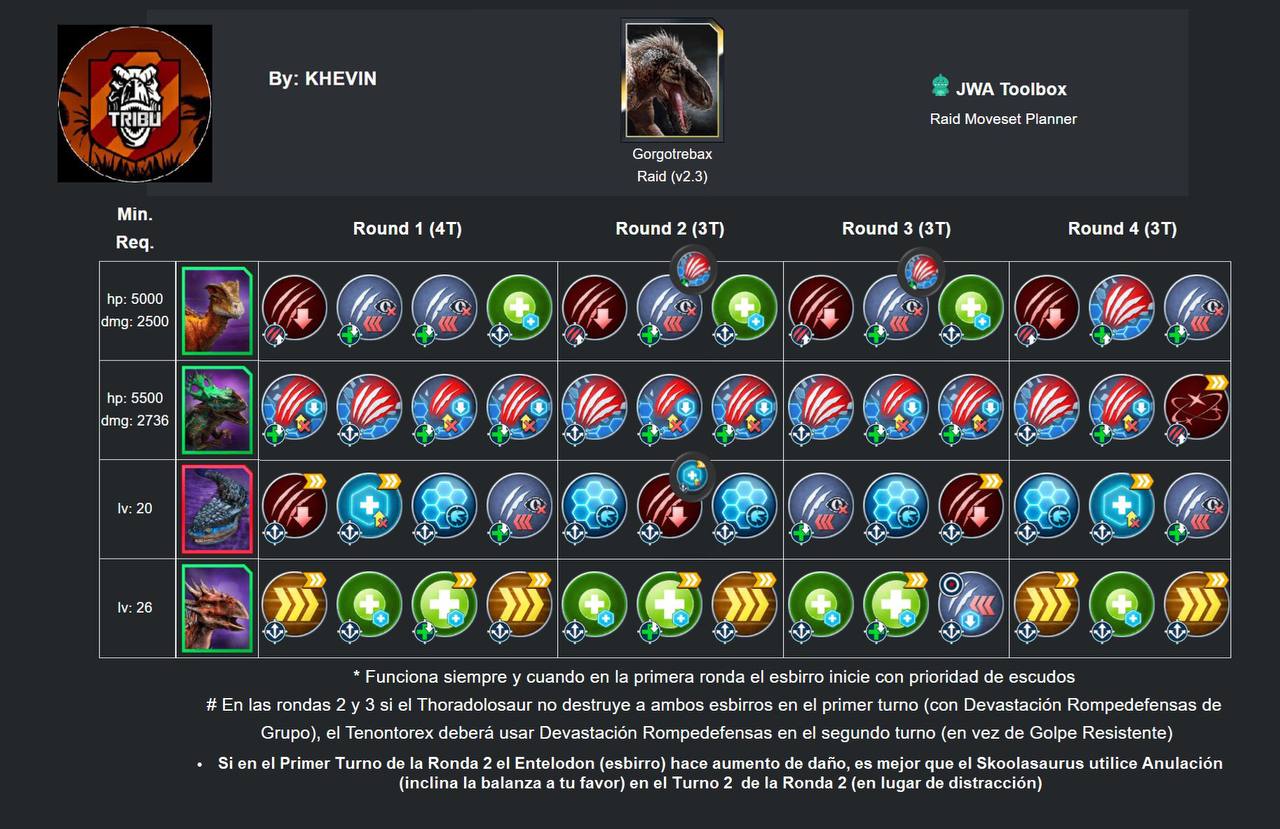 TRIBU
By: KHEVIN
Gorgotrebax
Raid (v2.3)
JWA Toolbox
Raid Moveset Planner
Min.
Req.
Round 1 (4T)
Round 2 (3T)
Round 3 (3T)
Round 4 (3T)
hp: 5000
dmg: 2500
hp: 5500
dmg: 2736
lv: 20
lv: 26
* Funciona siempre y cuando en la primera ronda el esbirro inicie con prioridad de escudos
# En las rondas 2 y 3 si el Thoradolosaur no destruye a ambos esbirros en el primer turno (con Devastación Rompedefensas de
Grupo), el Tenontorex deberá usar Devastación Rompedefensas en el segundo turno (en vez de Golpe Resistente)
• Si en el Primer Turno de la Ronda 2 el Entelodon (esbirro) hace aumento de daño, es mejor que el Skoolasaurus utilice Anulación
(inclina la balanza a tu favor) en el Turno 2 de la Ronda 2 (en lugar de distracción)